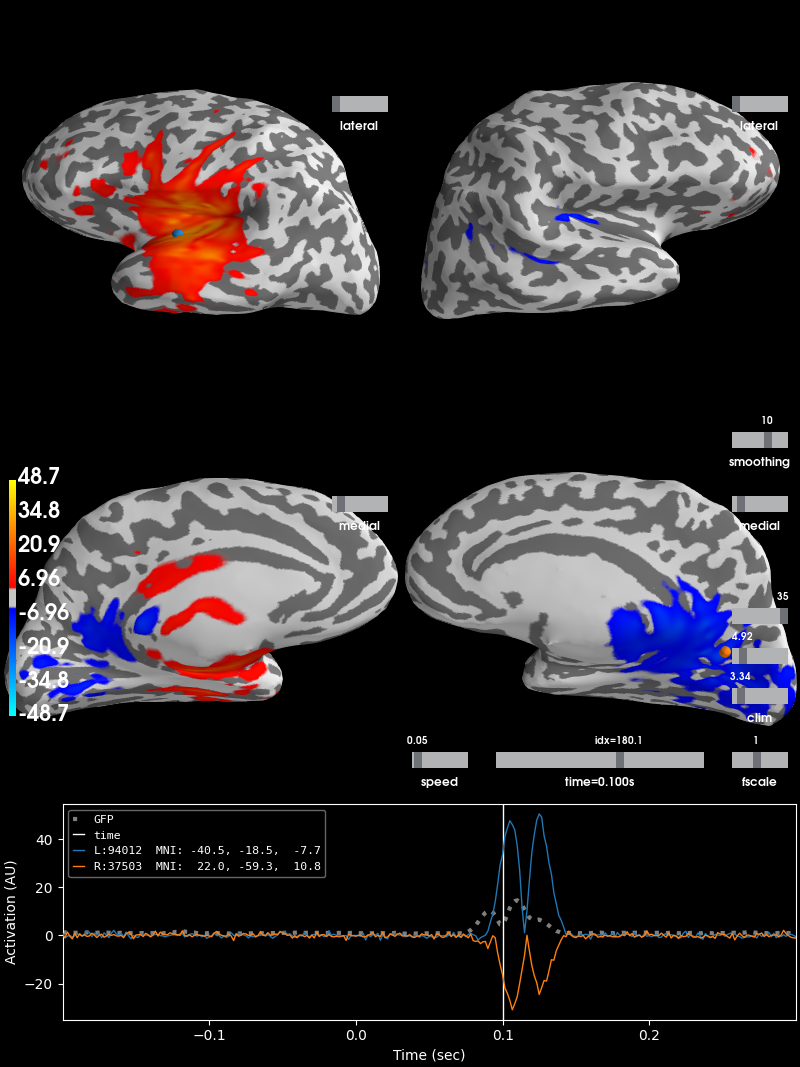 lateral
lateral
10
smoothing
medial
medial
48.7
34.8
20.9
6.96
-6.96
-20.9
-34.8
-48.7
35
4.92
3.34
clim
0.05
speed
idx=180.1
time=0.100s
1
fscale
GFP
time
L:94012 MNI: -40.5, -18.5, -7.7
R:37503 MNI: 22.0, -59.3, 10.8
Activation (AU)
40
20
0
−20
−0.1
0.0
0.1
0.2
Time (sec)